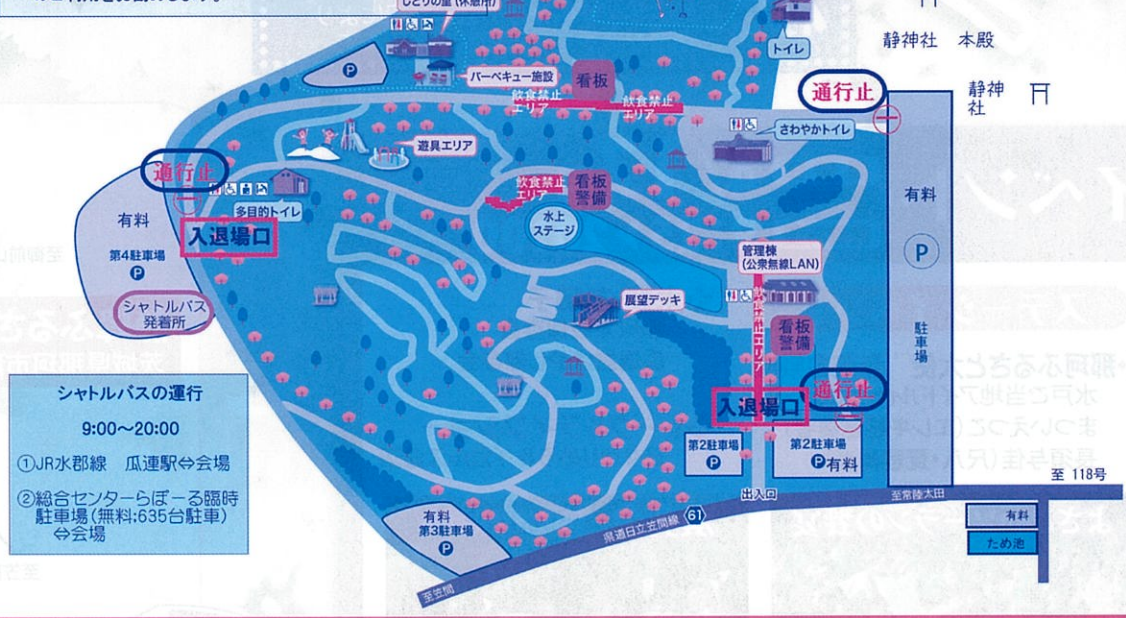 しどりの里(休憩所)
P
トイレ
静神社 本殿
バーベキュー施設
看板
飲食禁止
エリア
飲食禁止
エリア
通行止
静神
社
さわやかトイレ
遊具エリア
通行止
多目的トイレ
入退場口
有料
第4駐車場
P
シャトルバス
発着所
飲食禁止
エリア
看板
警備
水上
ステージ
有料
P
駐車場
管理棟
(公衆無線LAN)
展望デッキ
飲食禁止エリア
看板
警備
通行止
入退場口
第2駐車場
P
第2駐車場
P有料
出入口
シャトルバスの運行
9:00〜20:00
①JR水郡線 瓜連駅⇔会場
②総合センターらぽーる臨時
駐車場(無料:635台駐車)
⇔会場
有料
第3駐車場
P
県道日立笠間線 61
至笠間
至常陸太田
至 118号
有料
ため池